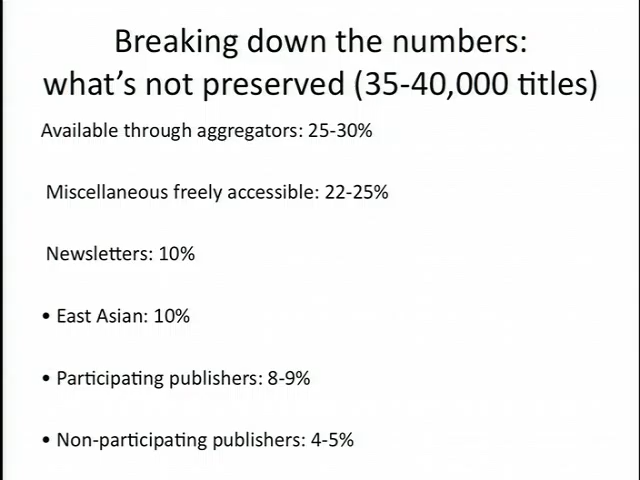 Breaking down the numbers:
what's not preserved (35-40,000 titles)
Available through aggregators: 25-30%
Miscellaneous freely accessible: 22-25%
Newsletters: 10%
• East Asian: 10%
• Participating publishers: 8-9%
• Non-participating publishers: 4-5%